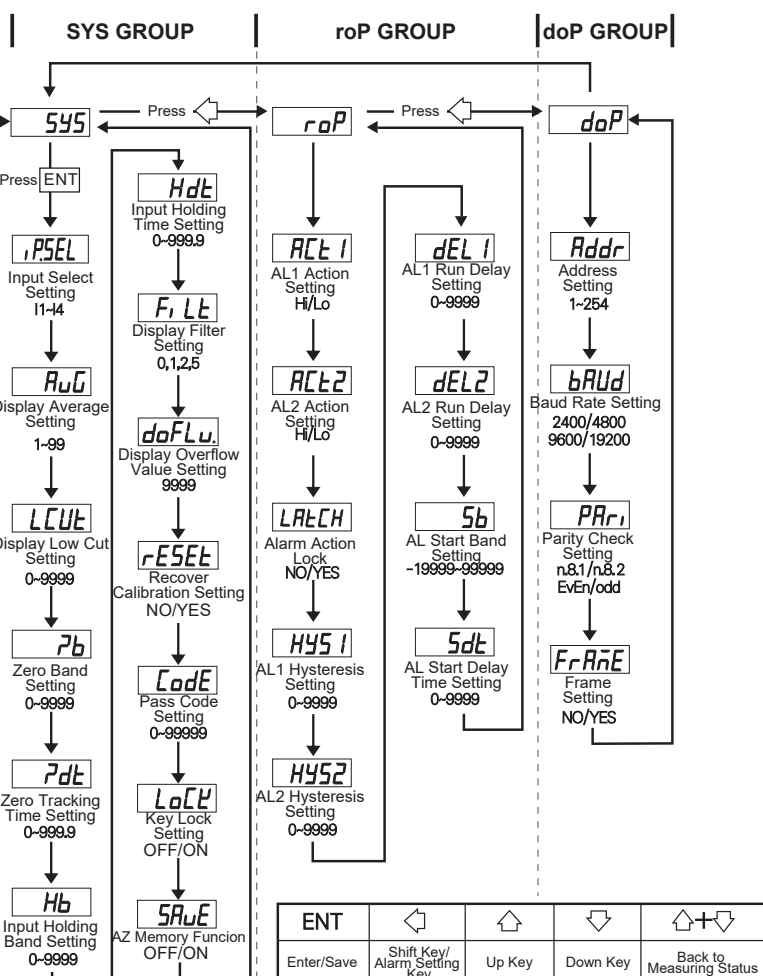 SYS GROUP
roP GROUP
doP GROUP
Press
Press
SYS
roP
doP
Press ENT
iP.SEL
Input Select
Setting
I1~I4
AvG
Display Average
Setting
1~99
LCUt
Display Low Cut
Setting
0~9999
Zero Band
Setting
0~9999
Zero Tracking
Time Setting
0~999.9
Hb
Input Holding
Band Setting
0~9999
Hdt
Input Holding
Time Setting
0~999.9
FiLt
Display Filter
Setting
0,1,2,5
doFLv.
Display Overflow
Value Setting
9999
rESEt
Recover
Calibration Setting
NO/YES
CodE
Pass Code
Setting
0~99999
LoCK
Key Lock
Setting
OFF/ON
SAvE
AZ Memory Funcion
OFF/ON
ACt 1
AL1 Action
Setting
Hi/Lo
ACt2
AL2 Action
Setting
Hi/Lo
LAtCH
Alarm Action
Lock
NO/YES
HYS 1
AL1 Hysteresis
Setting
0~9999
HYS2
AL2 Hysteresis
Setting
0~9999
dEL 1
AL1 Run Delay
Setting
0~9999
dEL2
AL2 Run Delay
Setting
0~9999
Sb
AL Start Band
Setting
-19999~99999
Sdt
AL Start Delay
Time Setting
0~9999
Addr
Address
Setting
1~254
bAUd
Baud Rate Setting
2400/4800
9600/19200
PAri
Parity Check
Setting
n.8.1/n.8.2
EvEn/odd
FrAmE
Frame
Setting
NO/YES
ENT
+
Enter/Save
Shift Key/
Alarm Setting
Key
Up Key
Down Key
Back to
Measuring Status